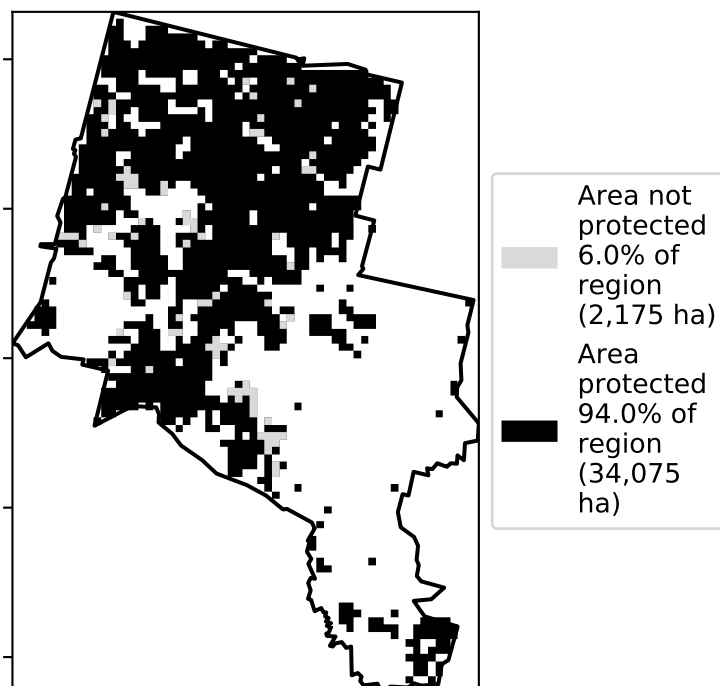 Area not
protected
6.0% of
region
(2,175 ha)
Area
protected
94.0% of
region
(34,075
ha)